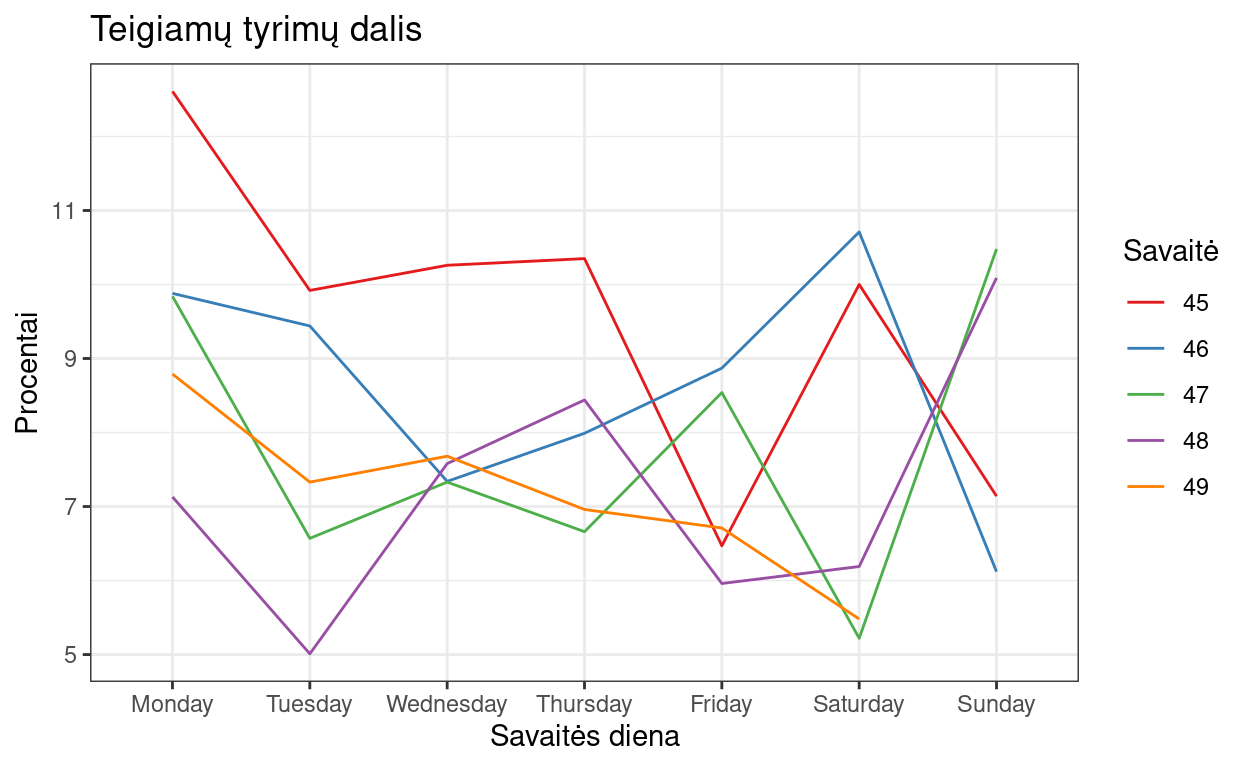 Teigiamų tyrimų dalis
Procentai
11
9
7
5
Monday Tuesday Wednesday Thursday Friday Saturday Sunday
Savaitės diena
Savaitė
45
46
47
48
49